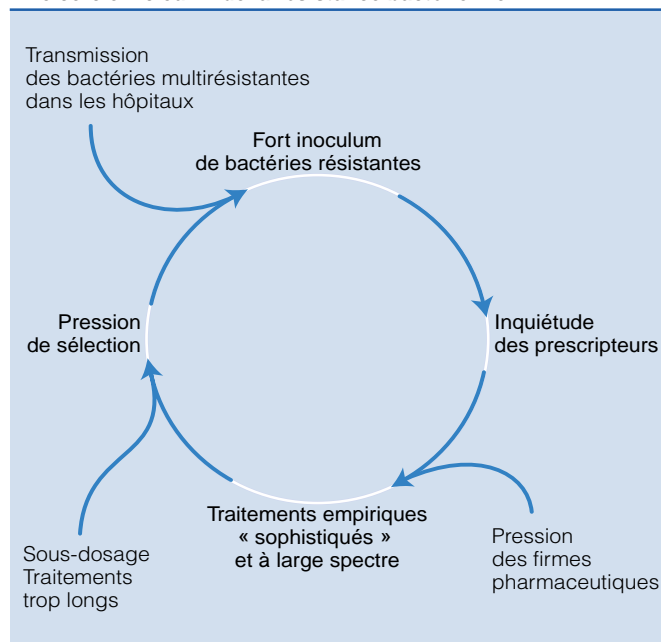 Transmission
des bactéries multirésistantes
dans les hôpitaux
Fort inoculum
de bactéries résistantes
Pression
de sélection
Inquiétude
des prescripteurs
Traitements empiriques
« sophistiqués »
et à large spectre
Sous-dosage
Traitements
trop longs
Pression
des firmes
pharmaceutiques